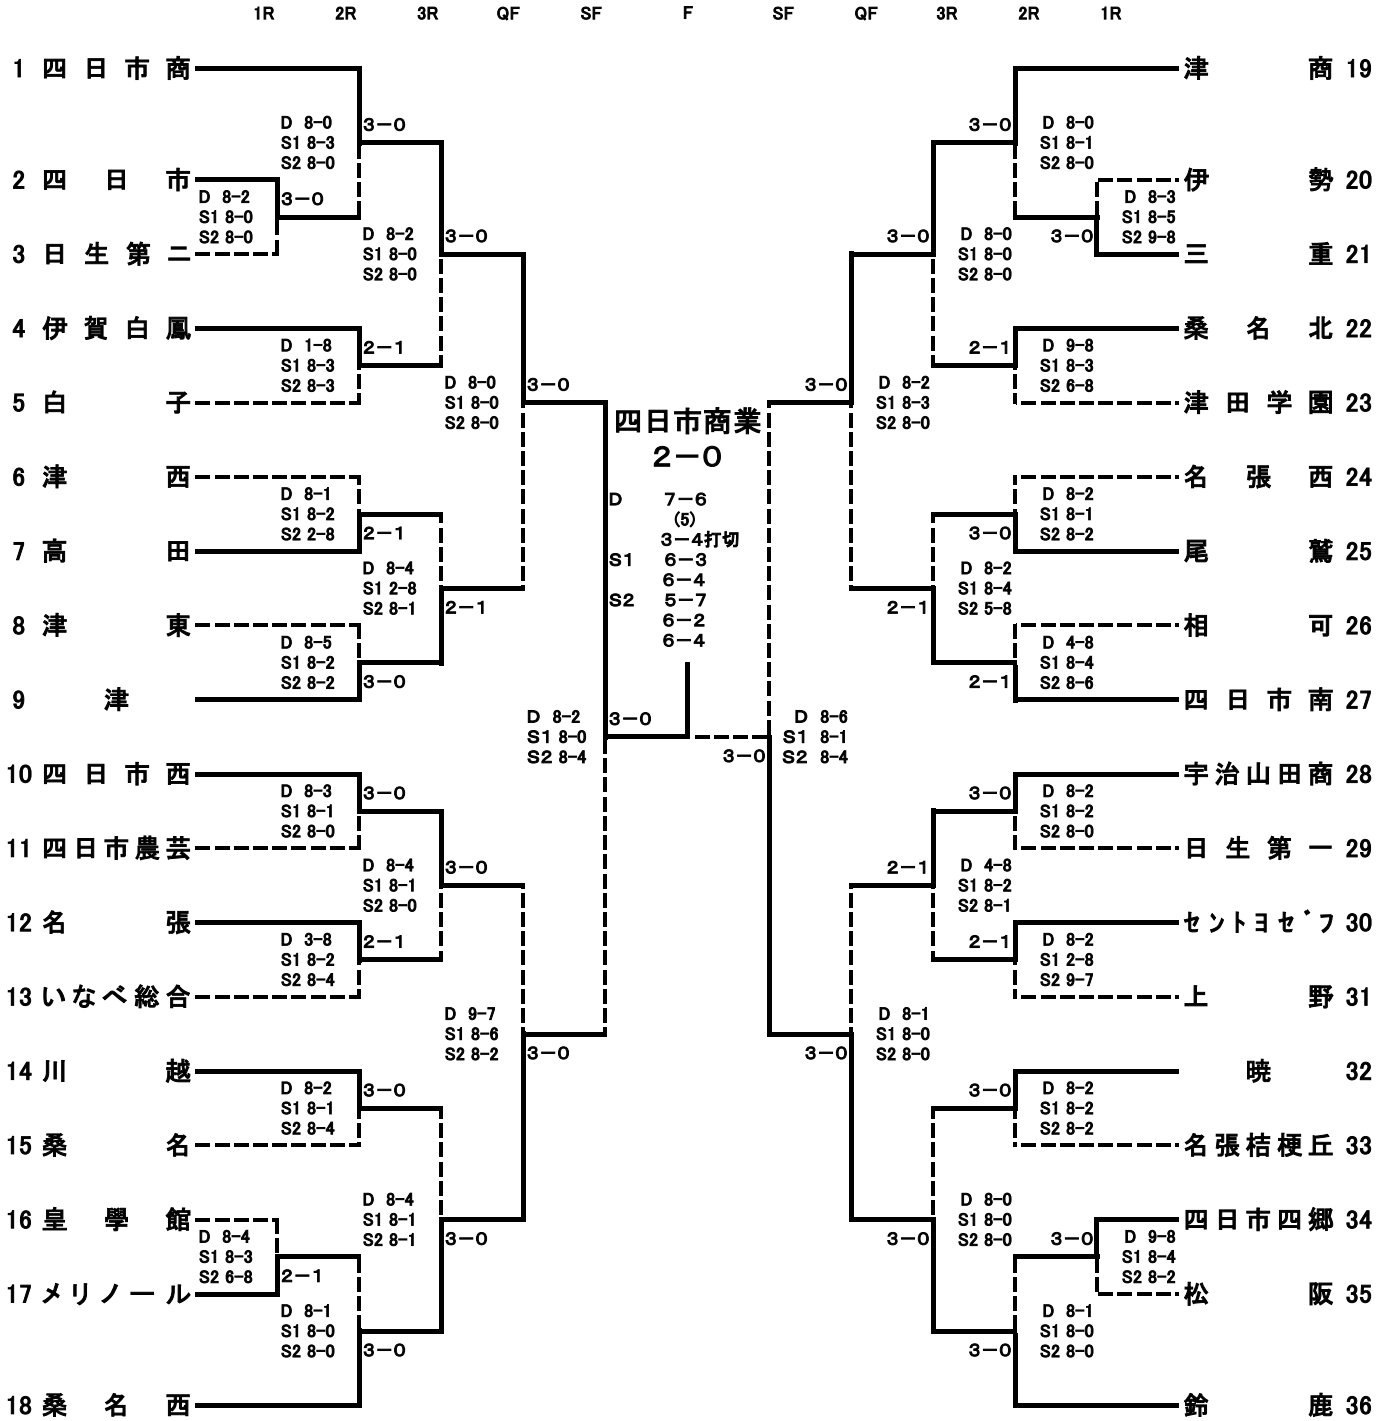 1R 2R 3R QF SF F SF QF 3R 2R 1R
1 四日市商
D 8-0
S1 8-3
S2 8-0
3-0
2 四日市
D 8-2
S1 8-0
S2 8-0
3-0
3 日生第二
D 8-2
S1 8-0
S2 8-0
3-0
4 伊賀白鳳
D 1-8
S1 8-3
S2 8-3
2-1
5 白子
D 8-0
S1 8-0
S2 8-0
3-0
6 津西
D 8-1
S1 8-2
S2 2-8
2-1
7 高田
D 8-4
S1 2-8
S2 8-1
2-1
8 津東
D 8-5
S1 8-2
S2 8-2
3-0
9 津
D 8-2
S1 8-0
S2 8-4
3-0
10 四日市西
D 8-3
S1 8-1
S2 8-0
3-0
11 四日市農芸
D 8-4
S1 8-1
S2 8-0
3-0
12 名張
D 3-8
S1 8-2
S2 8-4
2-1
13 いなべ総合
D 9-7
S1 8-6
S2 8-2
3-0
14 川越
D 8-2
S1 8-1
S2 8-4
3-0
15 桑名
D 8-4
S1 8-1
S2 8-1
3-0
16 皇學館
D 8-4
S1 8-3
S2 6-8
2-1
17 メリノール
D 8-1
S1 8-0
S2 8-0
3-0
18 桑名西
四日市商業
2-0
D 7-6
(5)
3-4打切
S1 6-3
6-4
S2 5-7
6-2
6-4
津商 19
3-0
D 8-0
S1 8-1
S2 8-0
伊勢 20
D 8-3
S1 8-5
S2 9-8
3-0
三重 21
3-0
D 8-0
S1 8-0
S2 8-0
桑名北 22
2-1
D 9-8
S1 8-3
S2 6-8
津田学園 23
3-0
D 8-2
S1 8-3
S2 8-0
名張西 24
D 8-2
S1 8-1
S2 8-2
3-0
尾鷲 25
D 8-2
S1 8-4
S2 5-8
2-1
相可 26
D 4-8
S1 8-4
S2 8-6
2-1
四日市南 27
D 8-6
S1 8-1
S2 8-4
3-0
宇治山田商 28
3-0
D 8-2
S1 8-2
S2 8-0
日生第一 29
2-1
D 4-8
S1 8-2
S2 8-1
セントヨゼフ 30
2-1
D 8-2
S1 2-8
S2 9-7
上野 31
D 8-1
S1 8-0
S2 8-0
3-0
暁 32
3-0
D 8-2
S1 8-2
S2 8-2
名張桔梗丘 33
D 8-0
S1 8-0
S2 8-0
3-0
四日市四郷 34
3-0
D 9-8
S1 8-4
S2 8-2
松阪 35
D 8-1
S1 8-0
S2 8-0
3-0
鈴鹿 36